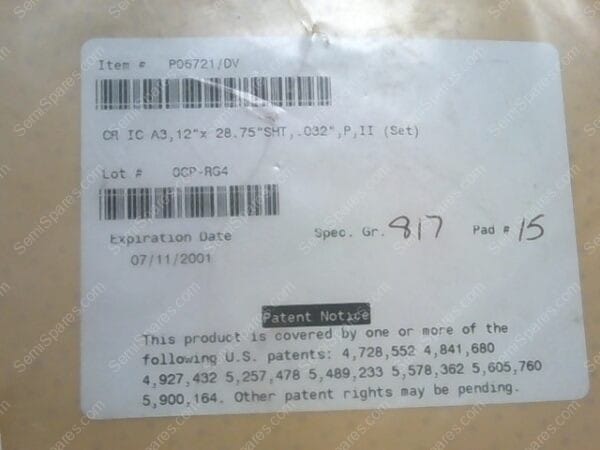 Item # P06721/DV
CR IC A3,12"x 28.75"SHT,.032",P,II (Set)
Lot # OCP-RG4
Expiration Date
07/11/2001
Spec. Gr. 817 Pad # 15
Patent Notice
This product is covered by one or more of the
following U.S. patents: 4,728,552 4,841,680
4,927,432 5,257,478 5,489,233 5,578,362 5,605,760
5,900,164. Other patent rights may be pending.
SemiSpares.com